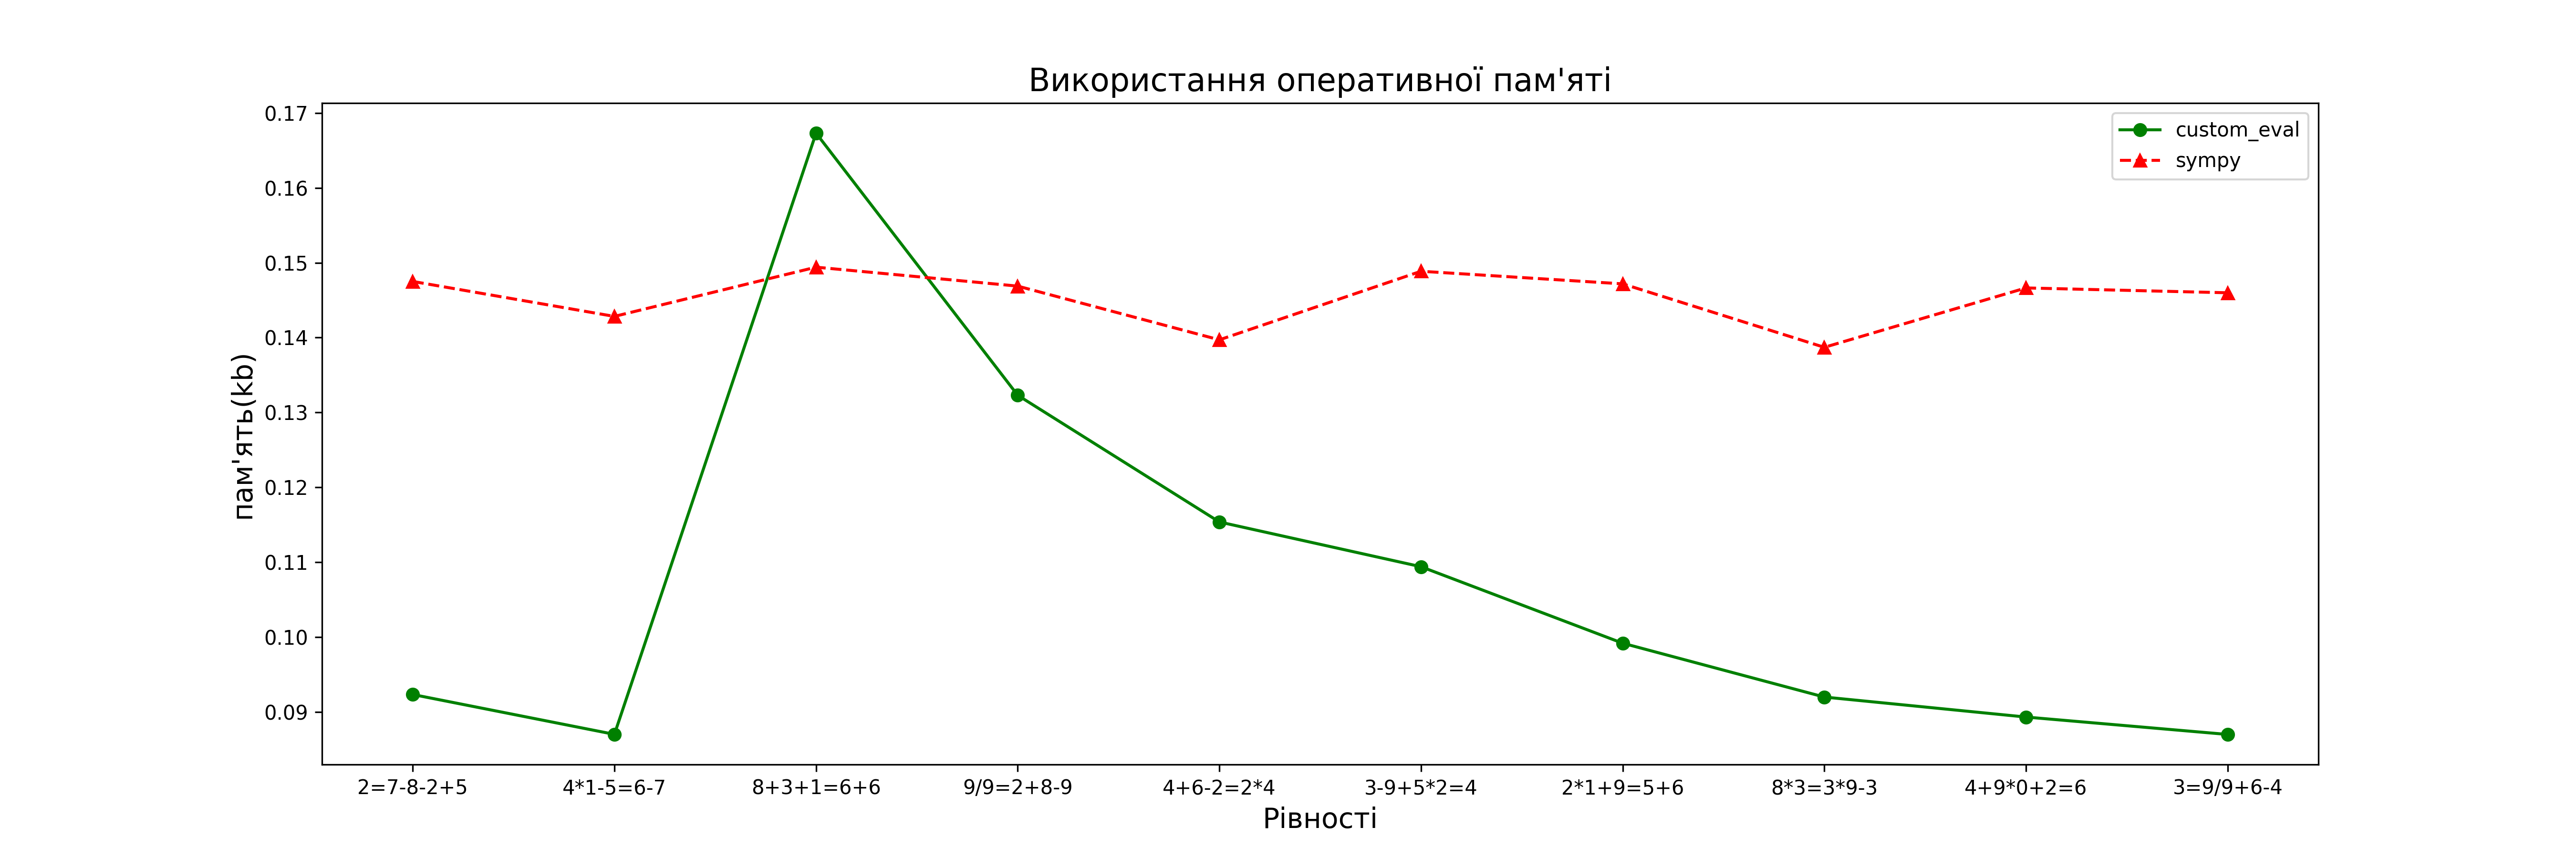 Використання оперативної пам'яті
custom_eval
sympy
пам'ять(kb)
0.17
0.16
0.15
0.14
0.13
0.12
0.11
0.10
0.09
2=7-8-2+5 4*1-5=6-7 8+3+1=6+6 9/9=2+8-9 4+6-2=2*4 3-9+5*2=4 2*1+9=5+6 8*3=3*9-3 4+9*0+2=6 3=9/9+6-4
Рівності